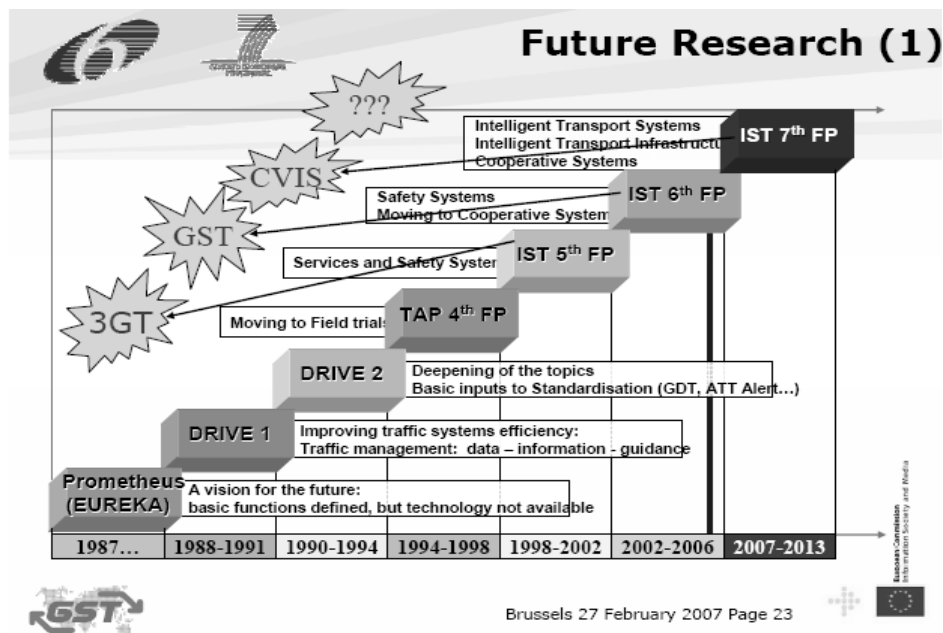 Future Research (1)
6
7
???
Intelligent Transport Systems
Intelligent Transport Infrastructu
Cooperative Systems
IST 7th FP
CVIS
Safety Systems
Moving to Cooperative System
IST 6th FP
GST
Services and Safety System
IST 5th FP
3GT
Moving to Field trials
TAP 4th FP
DRIVE 2
Deepening of the topics
Basic inputs to Standardisation (GDT, ATT Alert…)
DRIVE 1
Improving traffic systems efficiency:
Traffic management: data – information - guidance
Prometheus
(EUREKA)
A vision for the future:
basic functions defined, but technology not available
1987… 1988-1991 1990-1994 1994-1998 1998-2002 2002-2006 2007-2013
European Commission
Information Society and Media
GST
Brussels 27 February 2007 Page 23